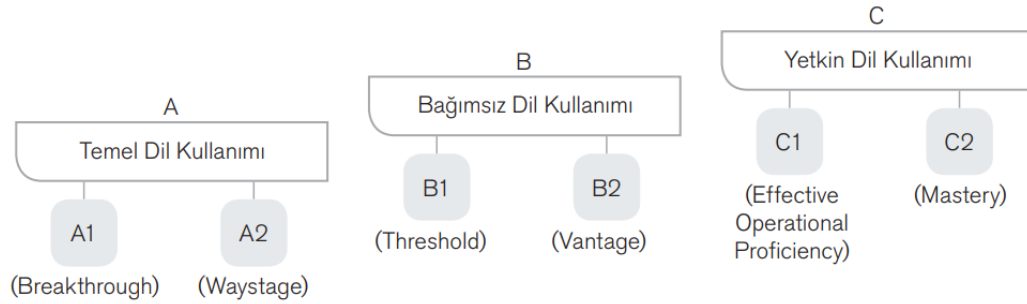 A
Temel Dil Kullanımı
A1
A2
(Breakthrough)
(Waystage)
B
Bağımsız Dil Kullanımı
B1
B2
(Threshold)
(Vantage)
C
Yetkin Dil Kullanımı
C1
C2
(Effective
Operational
Proficiency)
(Mastery)